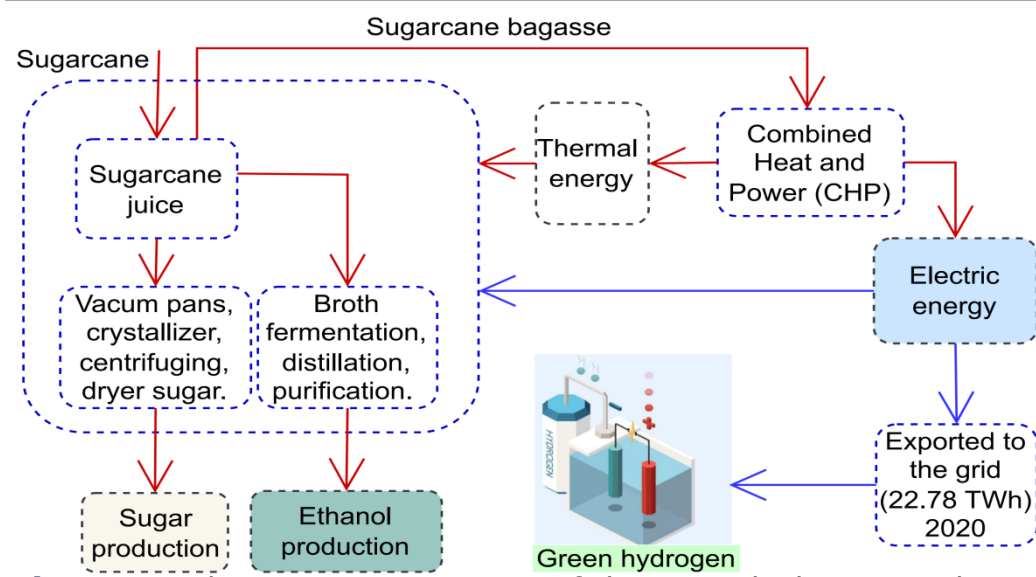 Sugarcane bagasse
Sugarcane
Sugarcane
juice
Thermal
energy
Combined
Heat and
Power (CHP)
Electric
energy
Vacum pans,
crystallizer,
centrifuging,
dryer sugar.
Broth
fermentation,
distillation,
purification.
HYDROGEN
Exported to
the grid
(22.78 TWh)
2020
Sugar
production
Ethanol
production
Green hydrogen